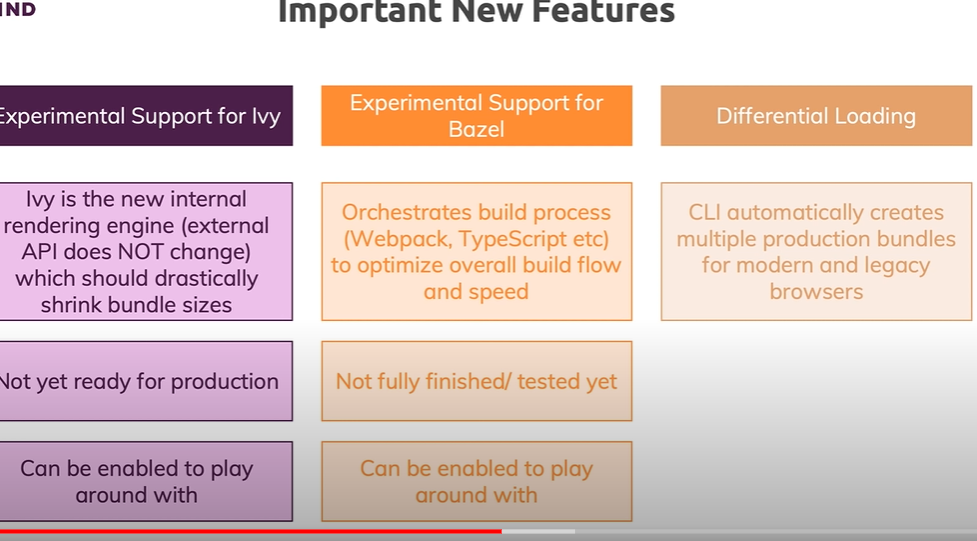 IND
Important New Features
Experimental Support for Ivy
Experimental Support for
Bazel
Differential Loading
Ivy is the new internal
rendering engine (external
API does NOT change)
which should drastically
shrink bundle sizes
Orchestrates build process
(Webpack, TypeScript etc)
to optimize overall build flow
and speed
CLI automatically creates
multiple production bundles
for modern and legacy
browsers
Not yet ready for production
Not fully finished/ tested yet
Can be enabled to play
around with
Can be enabled to play
around with